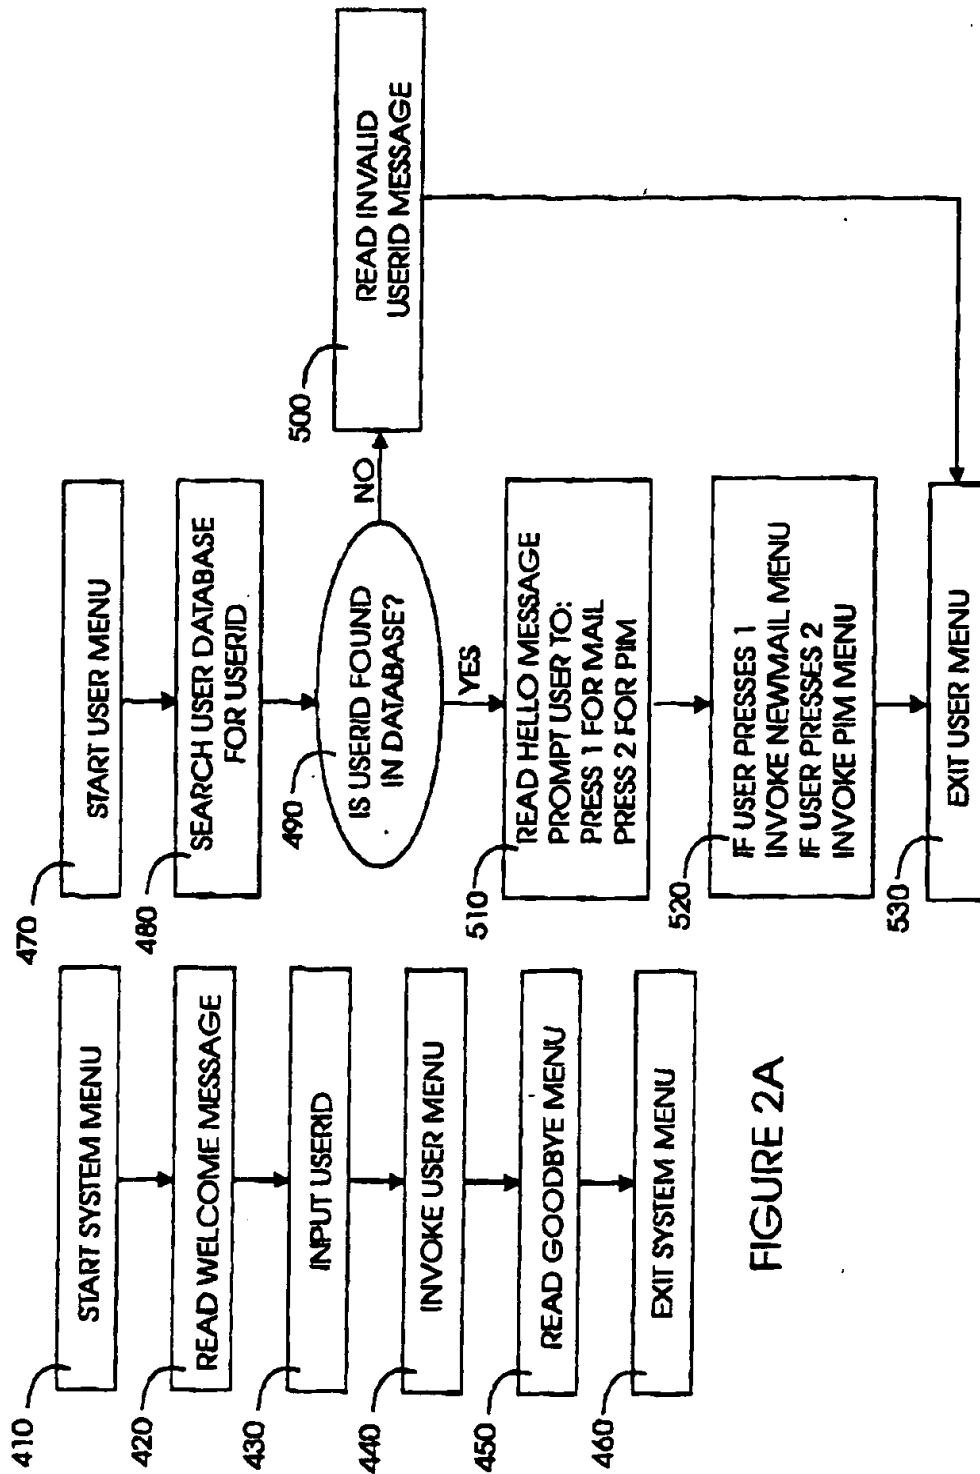 410
START SYSTEM MENU
420
READ WELCOME MESSAGE
430
INPUT USERID
440
INVOKE USER MENU
450
READ GOODBYE MENU
460
EXIT SYSTEM MENU
470
START USER MENU
480
SEARCH USER DATABASE
FOR USERID
490
IS USERID FOUND
IN DATABASE?
NO
YES
500
READ INVALID
USERID MESSAGE
510
READ HELLO MESSAGE
PROMPT USER TO:
PRESS 1 FOR MAIL
PRESS 2 FOR PIM
520
IF USER PRESSES 1
INVOKE NEWMAIL MENU
IF USER PRESSES 2
INVOKE PIM MENU
530
EXIT USER MENU
FIGURE 2A